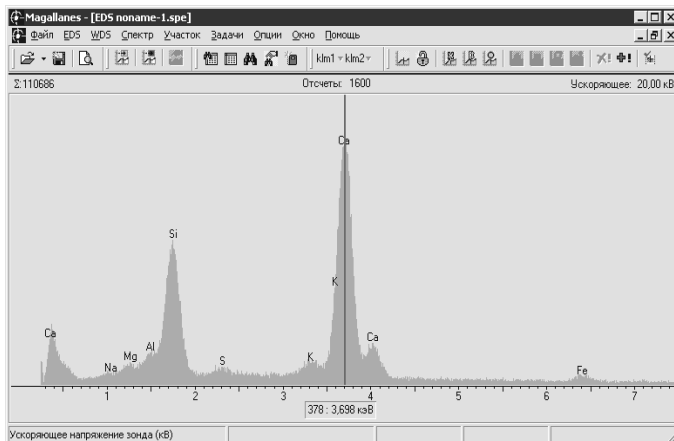 Magallanes - [EDS noname-1.spe]
Файл EDS WDS Спектр Участок Задачи Опции Окно Помощь
klm1 klm2
Σ:110686 Отсчеты: 1600 Ускоряющее: 20,00 кВ
Ca
Si
K
Ca
Ca
Al
Mg
S
K
Na
Fe
1 2 3 4 5 6 7
378 : 3,698 кэВ
Ускоряющее напряжение зонда (кВ)